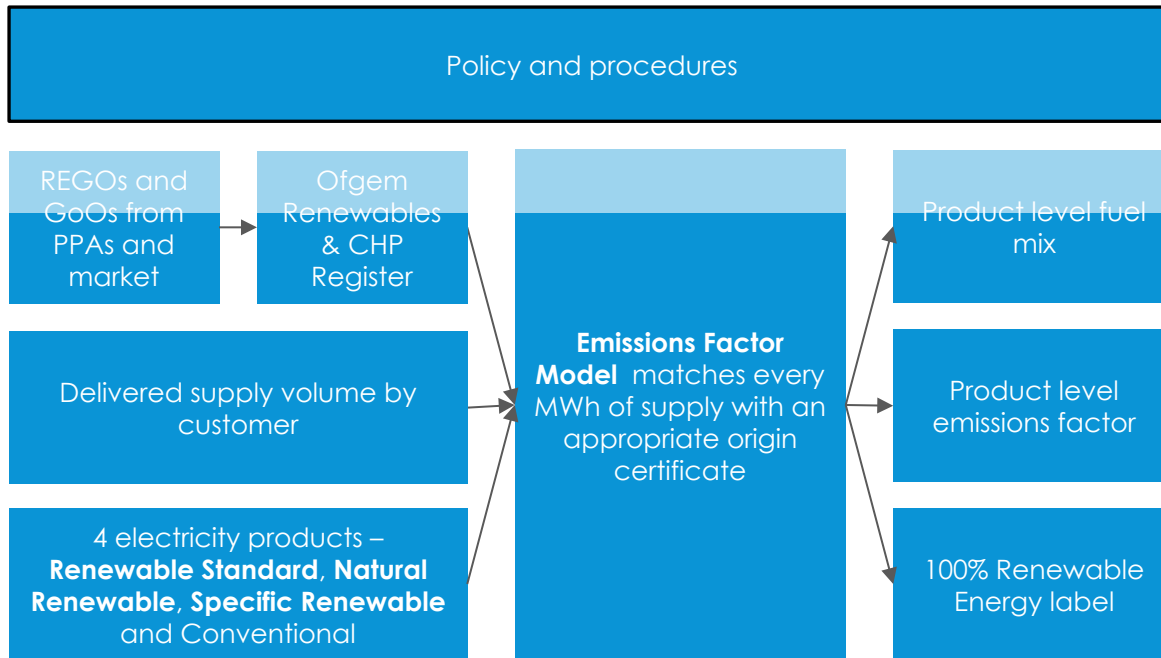 Policy and procedures
REGOs and
GoOs from
PPAs and
market
Ofgem
Renewables
& CHP
Register
Delivered supply volume by
customer
4 electricity products –
Renewable Standard, Natural
Renewable, Specific Renewable
and Conventional
Emissions Factor
Model matches every
MWh of supply with an
appropriate origin
certificate
Product level fuel
mix
Product level
emissions factor
100% Renewable
Energy label